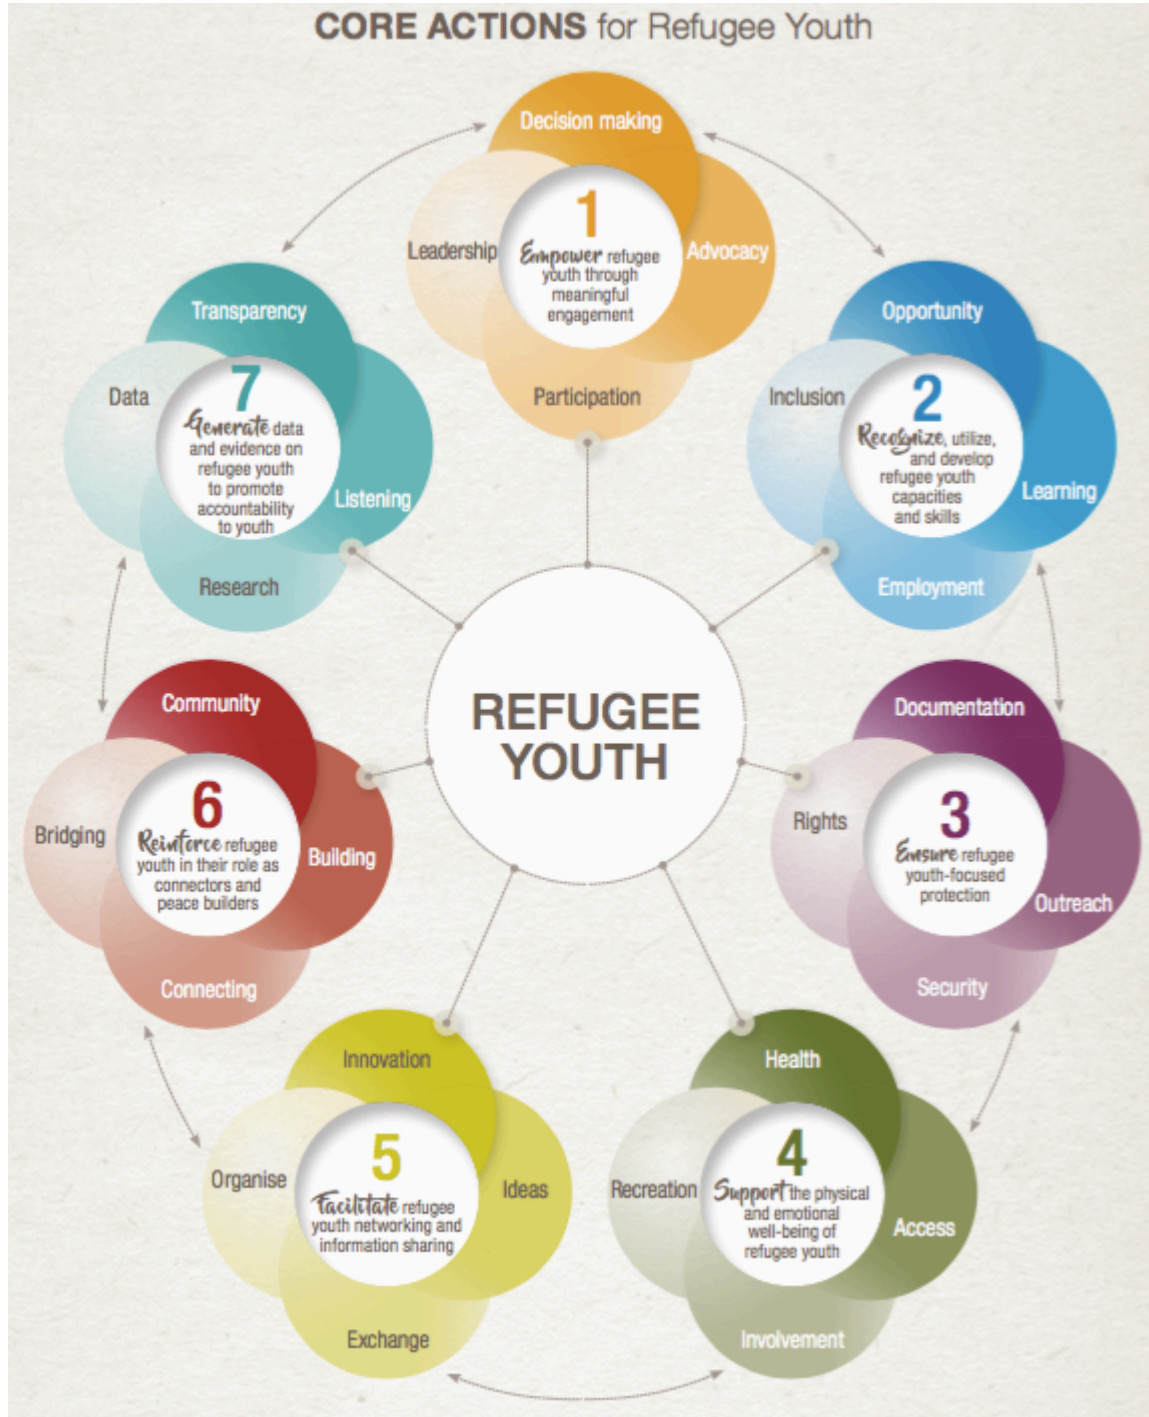 CORE ACTIONS for Refugee Youth
Decision making
Leadership
Advocacy
Participation
1
Empower refugee
youth through
meaningful
engagement
Opportunity
Inclusion
Learning
Employment
2
Recognize, utilize,
and develop
refugee youth
capacities
and skills
Documentation
Rights
Outreach
Security
3
Ensure refugee
youth-focused
protection
Health
Recreation
Access
Involvement
4
Support the physical
and emotional
well-being of
refugee youth
Innovation
Organise
Ideas
Exchange
5
Facilitate refugee
youth networking and
information sharing
Community
Bridging
Building
Connecting
6
Reinforce refugee
youth in their role as
connectors and
peace builders
Transparency
Data
Listening
Research
7
Generate data
and evidence on
refugee youth
to promote
accountability
to youth
REFUGEE
YOUTH